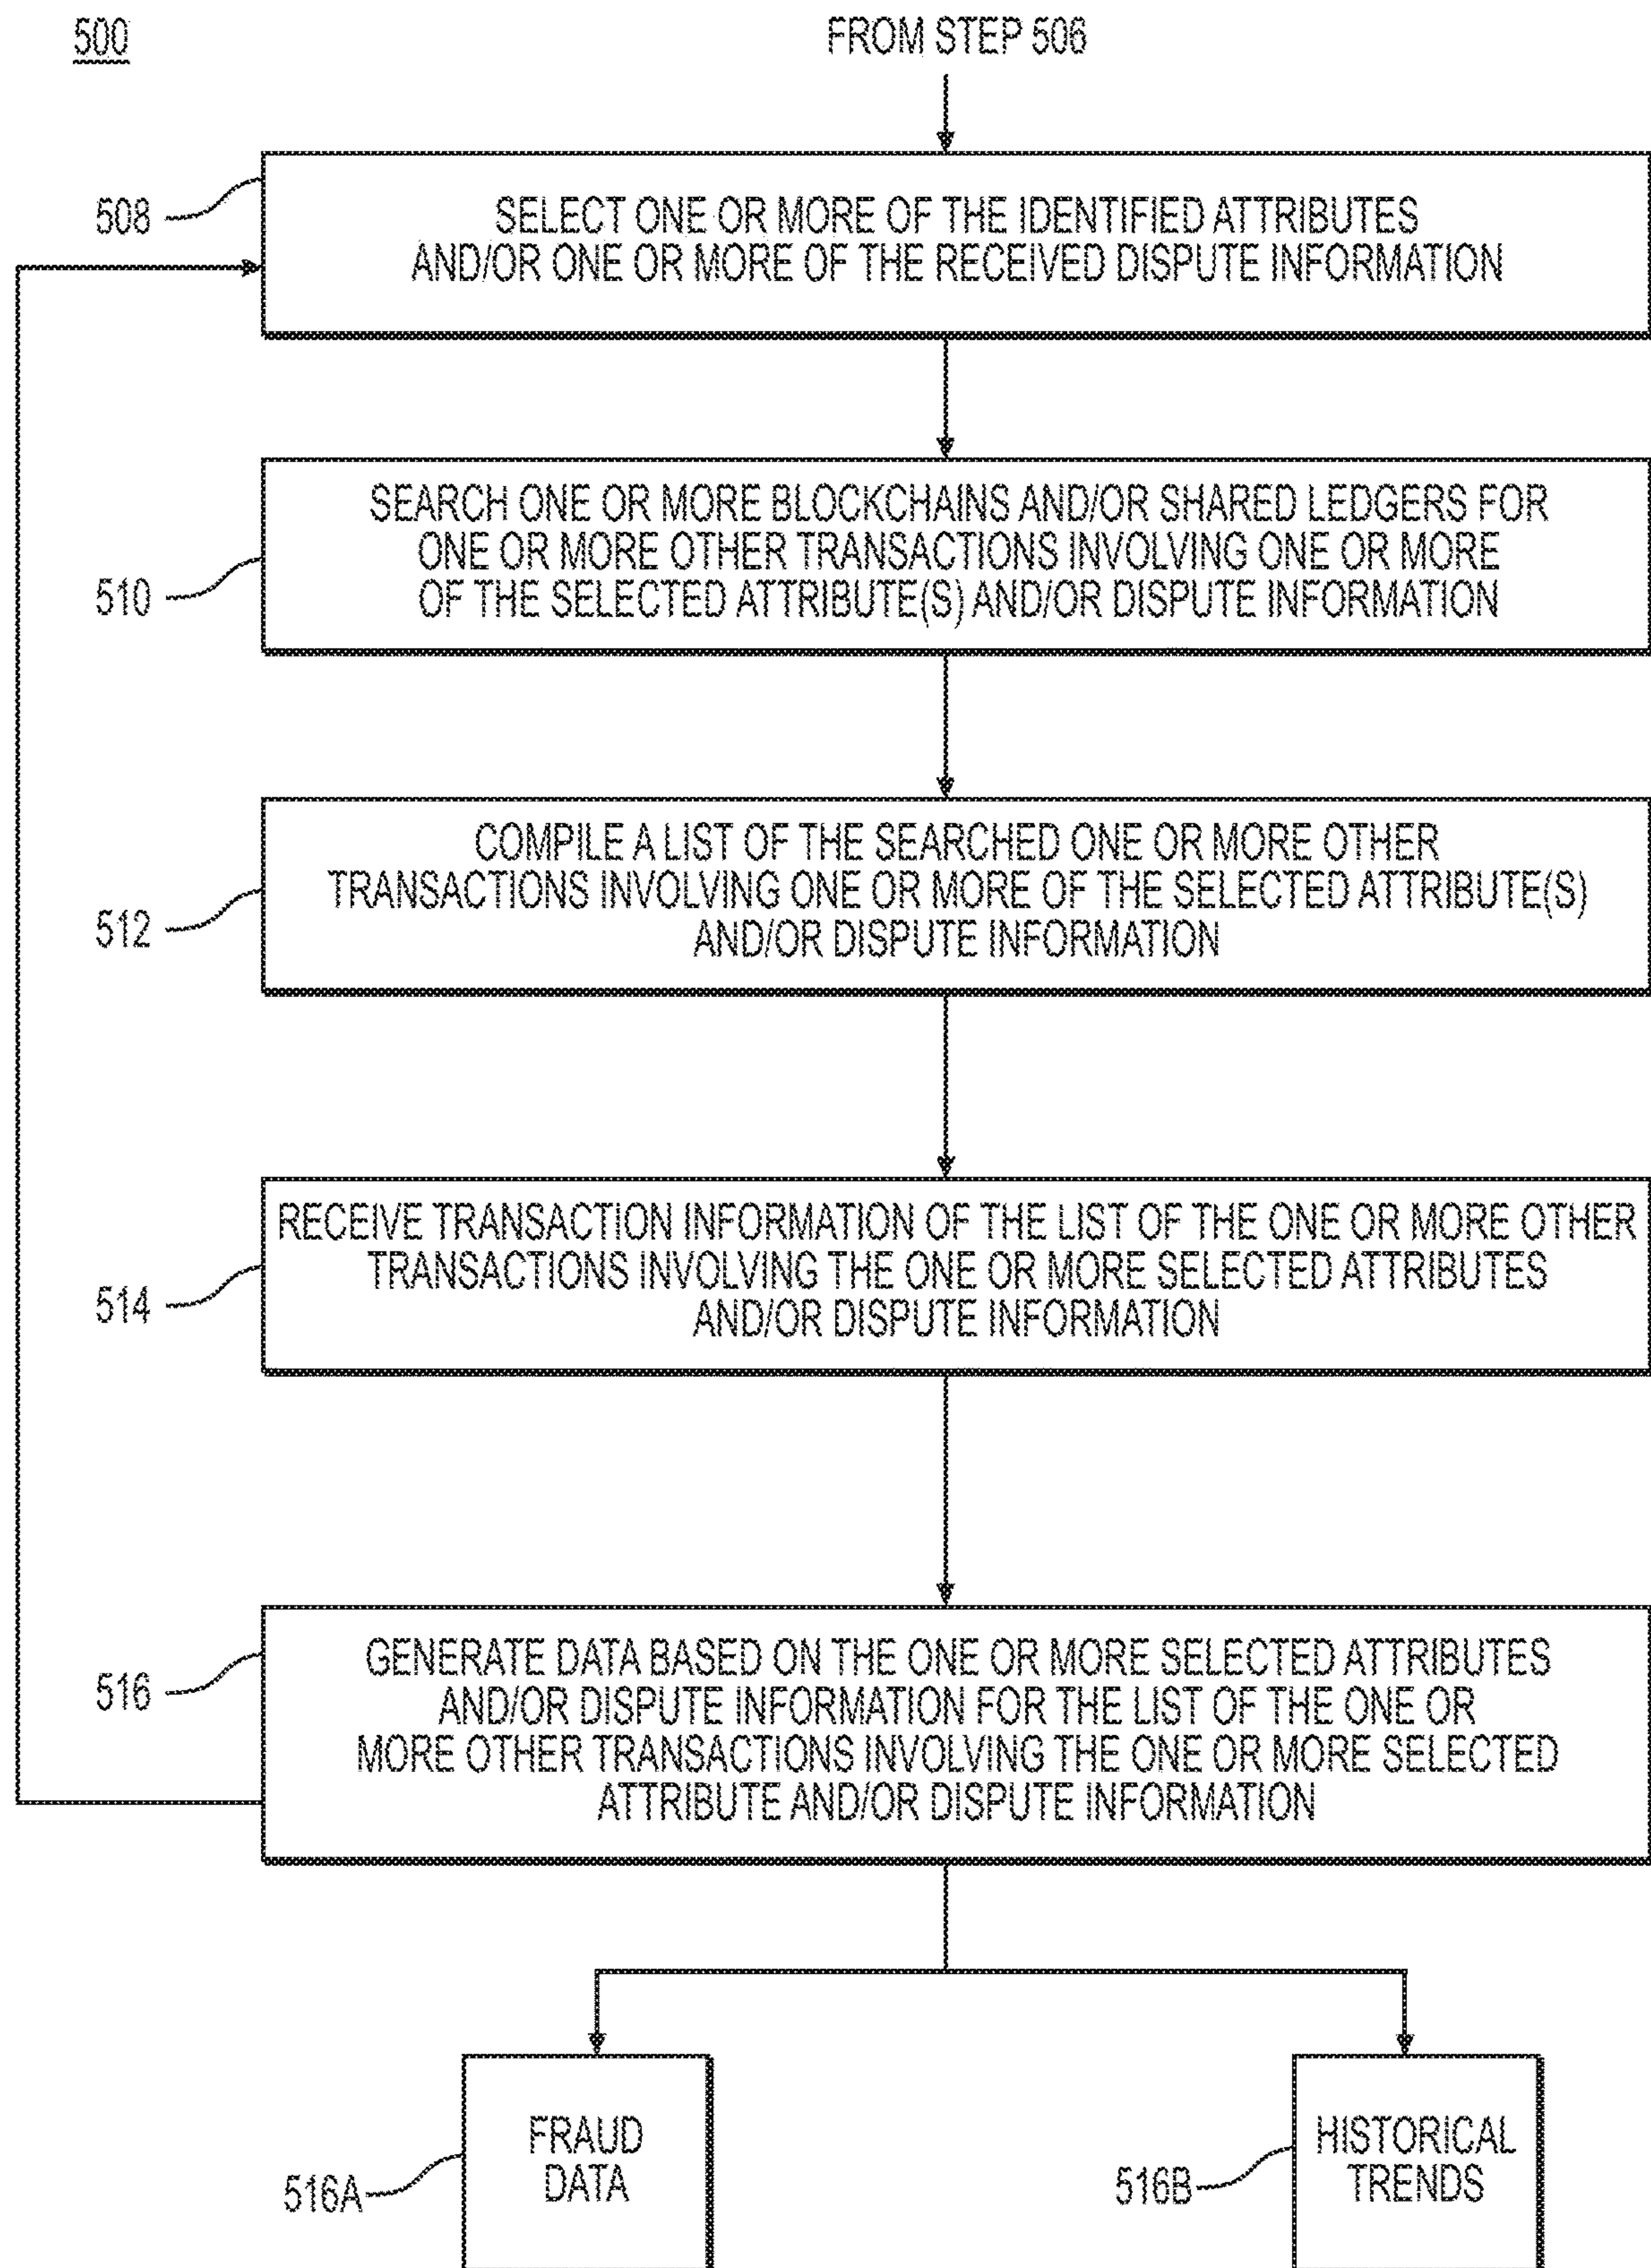 500
FROM STEP 506
508
SELECT ONE OR MORE OF THE IDENTIFIED ATTRIBUTES
AND/OR ONE OR MORE OF THE RECEIVED DISPUTE INFORMATION
510
SEARCH ONE OR MORE BLOCKCHAINS AND/OR SHARED LEDGERS FOR
ONE OR MORE OTHER TRANSACTIONS INVOLVING ONE OR MORE
OF THE SELECTED ATTRIBUTE(S) AND/OR DISPUTE INFORMATION
512
COMPILE A LIST OF THE SEARCHED ONE OR MORE OTHER
TRANSACTIONS INVOLVING ONE OR MORE OF THE SELECTED ATTRIBUTE(S)
AND/OR DISPUTE INFORMATION
514
RECEIVE TRANSACTION INFORMATION OF THE LIST OF THE ONE OR MORE OTHER
TRANSACTIONS INVOLVING THE ONE OR MORE SELECTED ATTRIBUTES
AND/OR DISPUTE INFORMATION
516
GENERATE DATA BASED ON THE ONE OR MORE SELECTED ATTRIBUTES
AND/OR DISPUTE INFORMATION FOR THE LIST OF THE ONE OR
MORE OTHER TRANSACTIONS INVOLVING THE ONE OR MORE SELECTED
ATTRIBUTE AND/OR DISPUTE INFORMATION
516A
FRAUD
DATA
516B
HISTORICAL
TRENDS